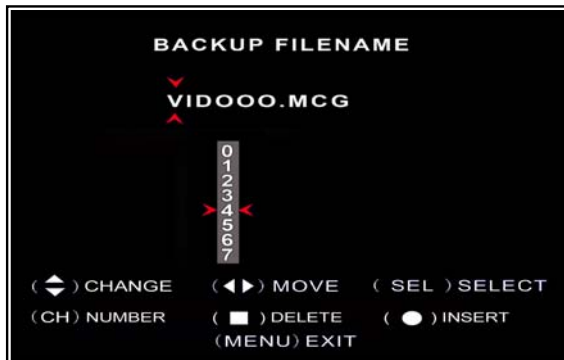 BACKUP FILENAME
VIDOOO.MCG
0
1
2
3
4
5
6
7
( ) CHANGE ( ) MOVE ( SEL ) SELECT
(CH) NUMBER ( ) DELETE ( ) INSERT
(MENU) EXIT